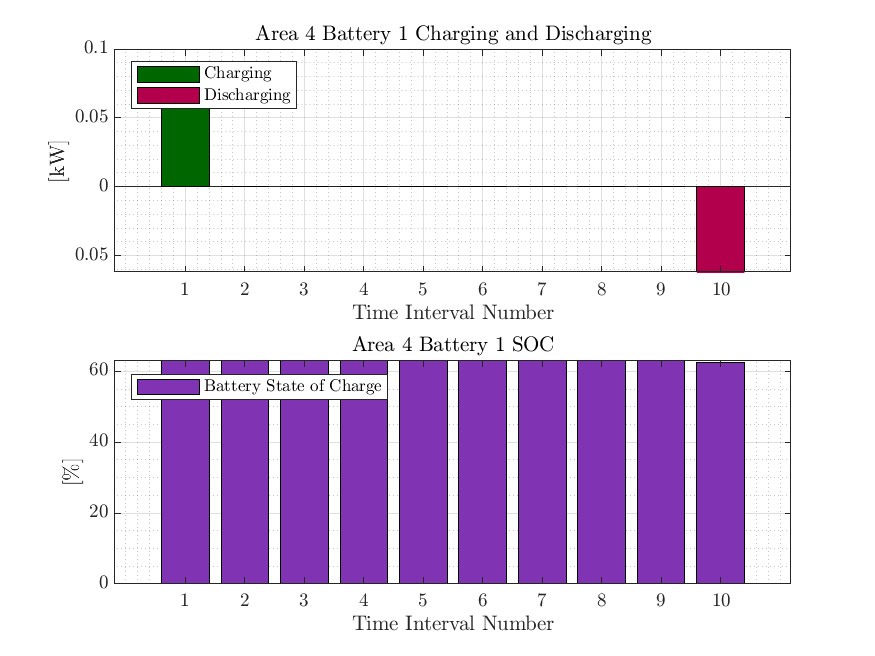 Area 4 Battery 1 Charging and Discharging
0.1
Charging
Discharging
0.05
[kW]
0
0.05
1 2 3 4 5 6 7 8 9 10
Time Interval Number
Area 4 Battery 1 SOC
60
Battery State of Charge
40
[%]
20
0
1 2 3 4 5 6 7 8 9 10
Time Interval Number